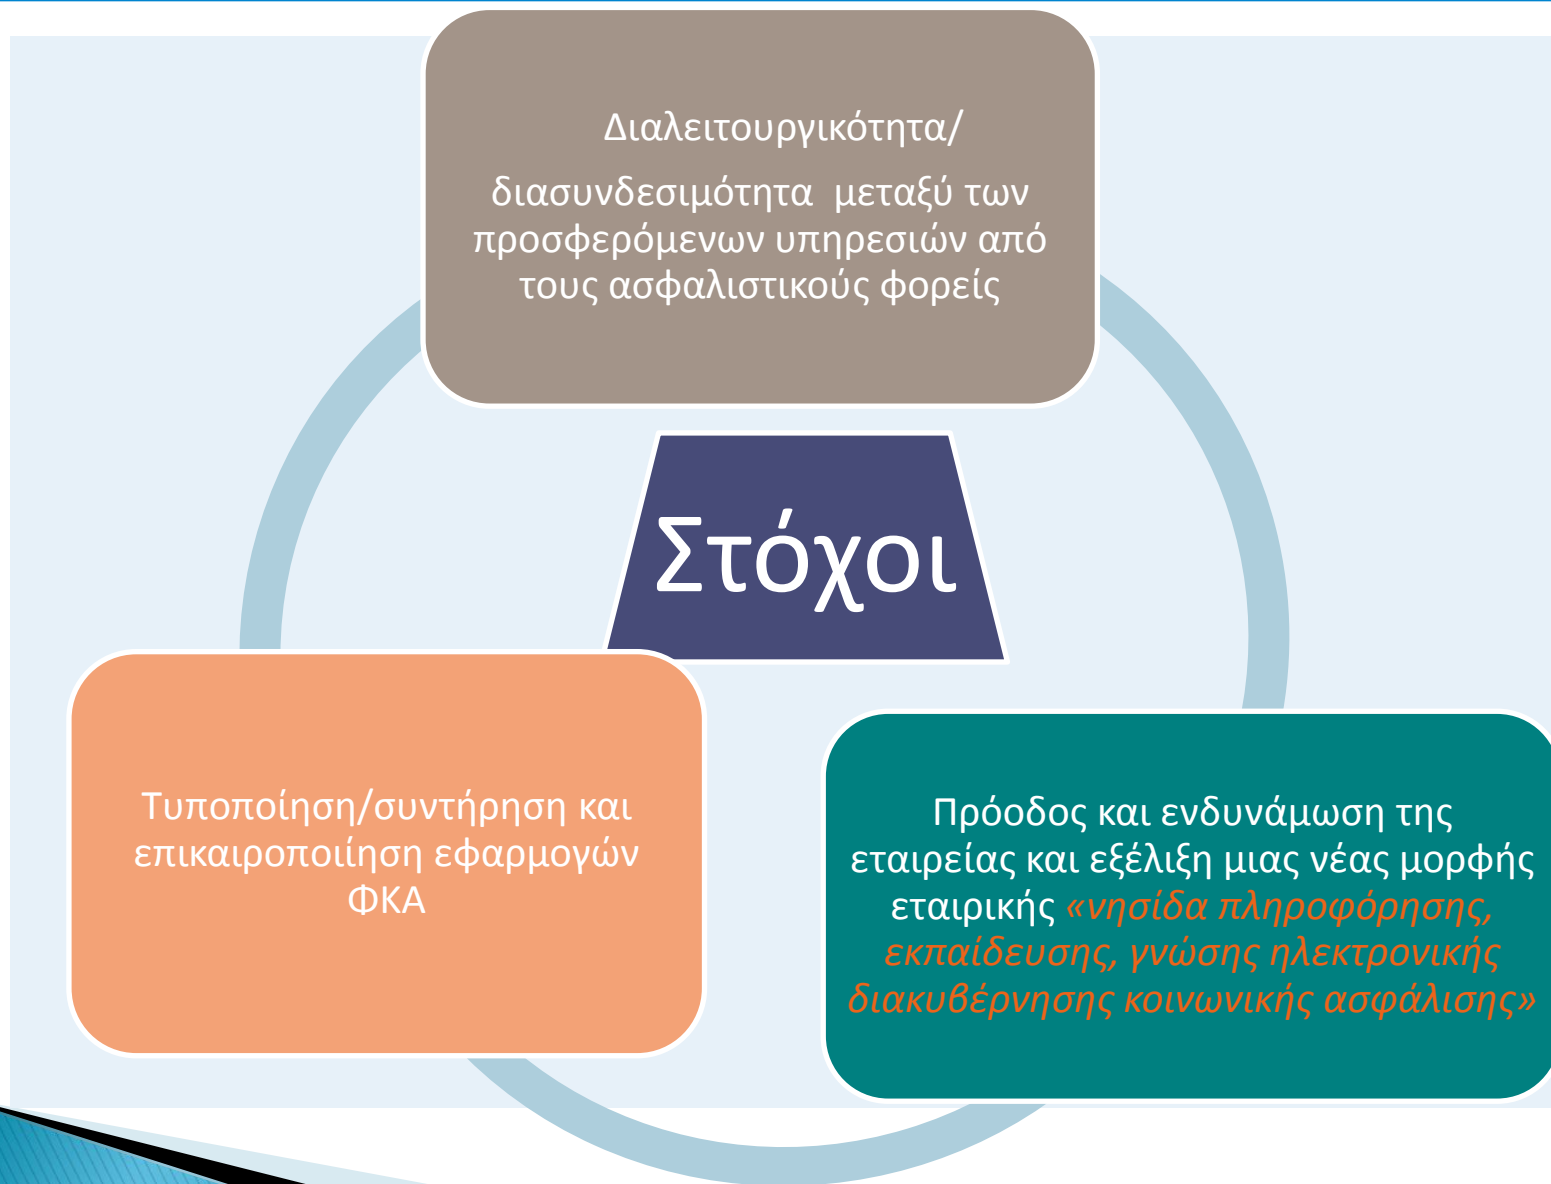 Διαλειτουργικότητα/
διασυνδεσιμότητα μεταξύ των
προσφερόμενων υπηρεσιών από
τους ασφαλιστικούς φορείς
Στόχοι
Τυποποίηση/συντήρηση και
επικαιροποιίηση εφαρμογών
ΦΚΑ
Πρόοδος και ενδυνάμωση της
εταιρείας και εξέλιξη μιας νέας μορφής
εταιρικής «νησίδα πληροφόρησης,
εκπαίδευσης, γνώσης ηλεκτρονικής
διακυβέρνησης κοινωνικής ασφάλισης»